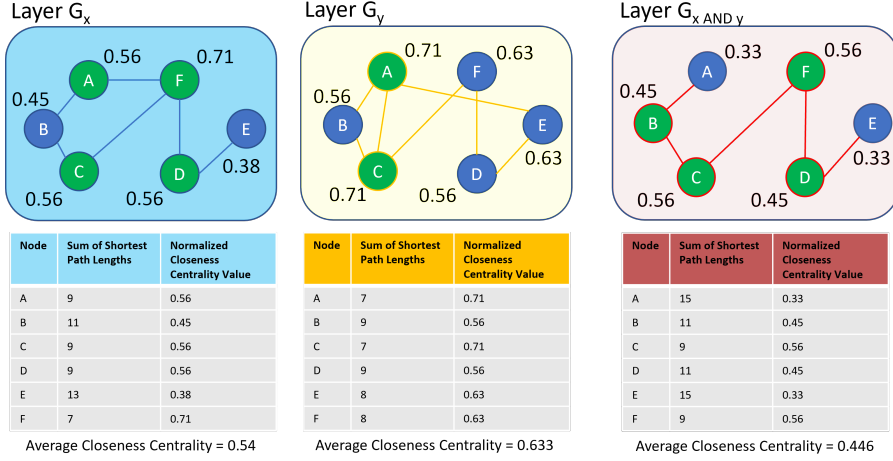 Layer Gx
Layer Gy
Layer Gx AND y
0.56
0.71
A
F
0.45
B
E
0.38
C
D
0.56
0.56
0.71
0.63
A
F
0.56
B
E
0.63
C
D
0.71
0.56
0.33
0.56
A
F
0.45
B
E
0.33
C
D
0.56
0.45
Node Sum of Shortest Path Lengths Normalized Closeness Centrality Value
A 9 0.56
B 11 0.45
C 9 0.56
D 9 0.56
E 13 0.38
F 7 0.71
Average Closeness Centrality = 0.54
Node Sum of Shortest Path Lengths Normalized Closeness Centrality Value
A 7 0.71
B 9 0.56
C 7 0.71
D 9 0.56
E 8 0.63
F 8 0.63
Average Closeness Centrality = 0.633
Node Sum of Shortest Path Lengths Normalized Closeness Centrality Value
A 15 0.33
B 11 0.45
C 9 0.56
D 11 0.45
E 15 0.33
F 9 0.56
Average Closeness Centrality = 0.446